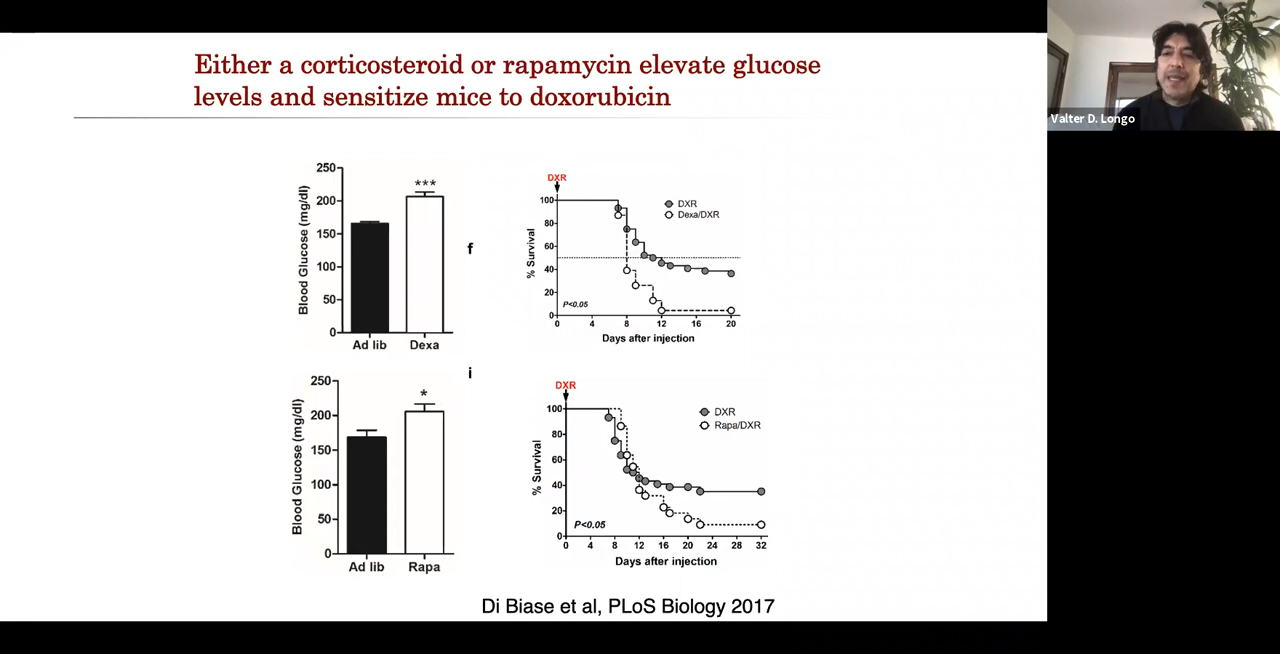 Either a corticosteroid or rapamycin elevate glucose
levels and sensitize mice to doxorubicin
Valter D. Longo
250
200
150
100
50
0
Blood Glucose (mg/dl)
***
Ad lib
Dexa
f
DXR
100
80
60
40
20
0
% Survival
DXR
Dexa/DXR
P<0.05
0 4 8 12 16 20
Days after injection
250
200
150
100
50
0
Blood Glucose (mg/dl)
*
Ad lib
Rapa
i
DXR
100
80
60
40
20
0
% Survival
DXR
Rapa/DXR
P<0.05
0 4 8 12 16 20 24 28 32
Days after injection
Di Biase et al, PLoS Biology 2017